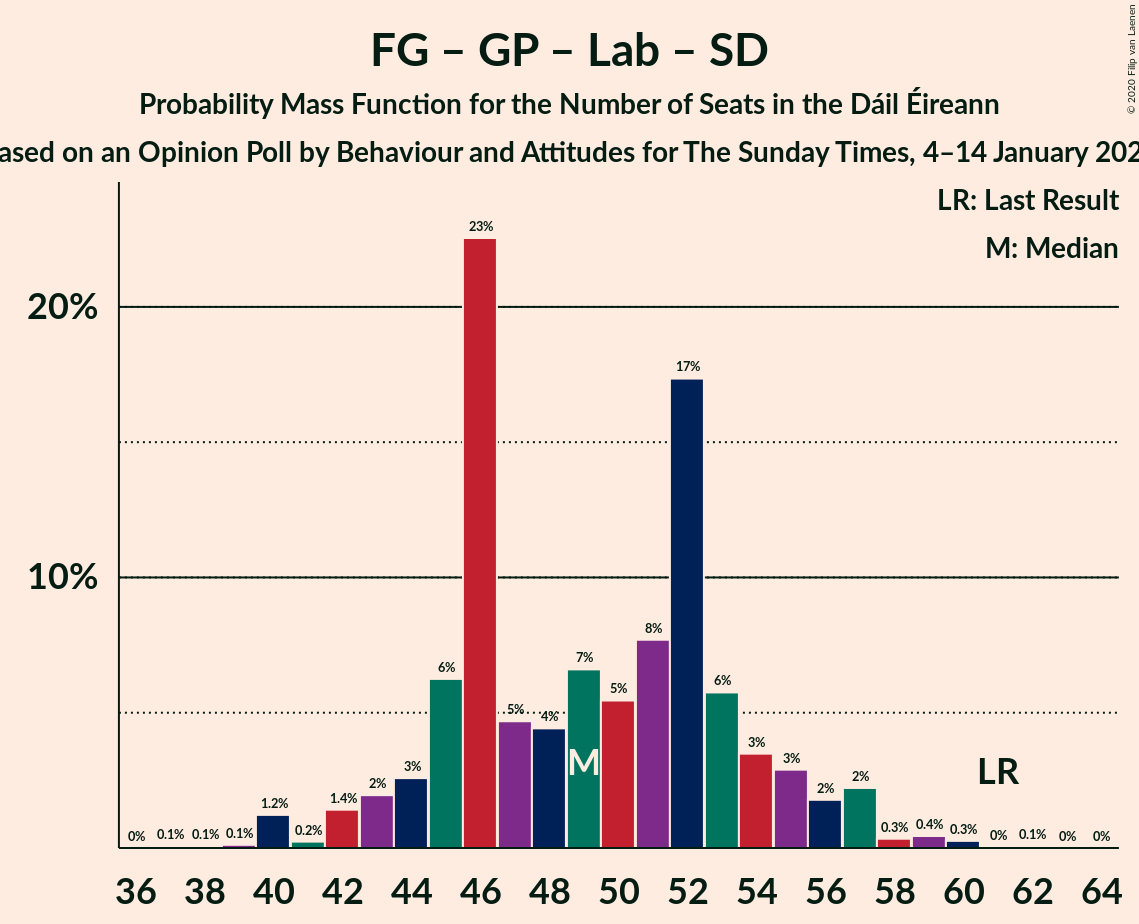 FG – GP – Lab – SD
Probability Mass Function for the Number of Seats in the Dáil Éireann
ased on an Opinion Poll by Behaviour and Attitudes for The Sunday Times, 4–14 January 202
© 2020 Filip van Laenen
LR: Last Result
M: Median
20%
10%
0% 0.1% 0.1% 0.1% 1.2% 0.2% 1.4% 2% 3% 6% 23% 5% 4% 7% 5% 8% 17% 6% 3% 3% 2% 2% 0.3% 0.4% 0.3% 0% 0.1% 0% 0%
M
LR
36 38 40 42 44 46 48 50 52 54 56 58 60 62 64